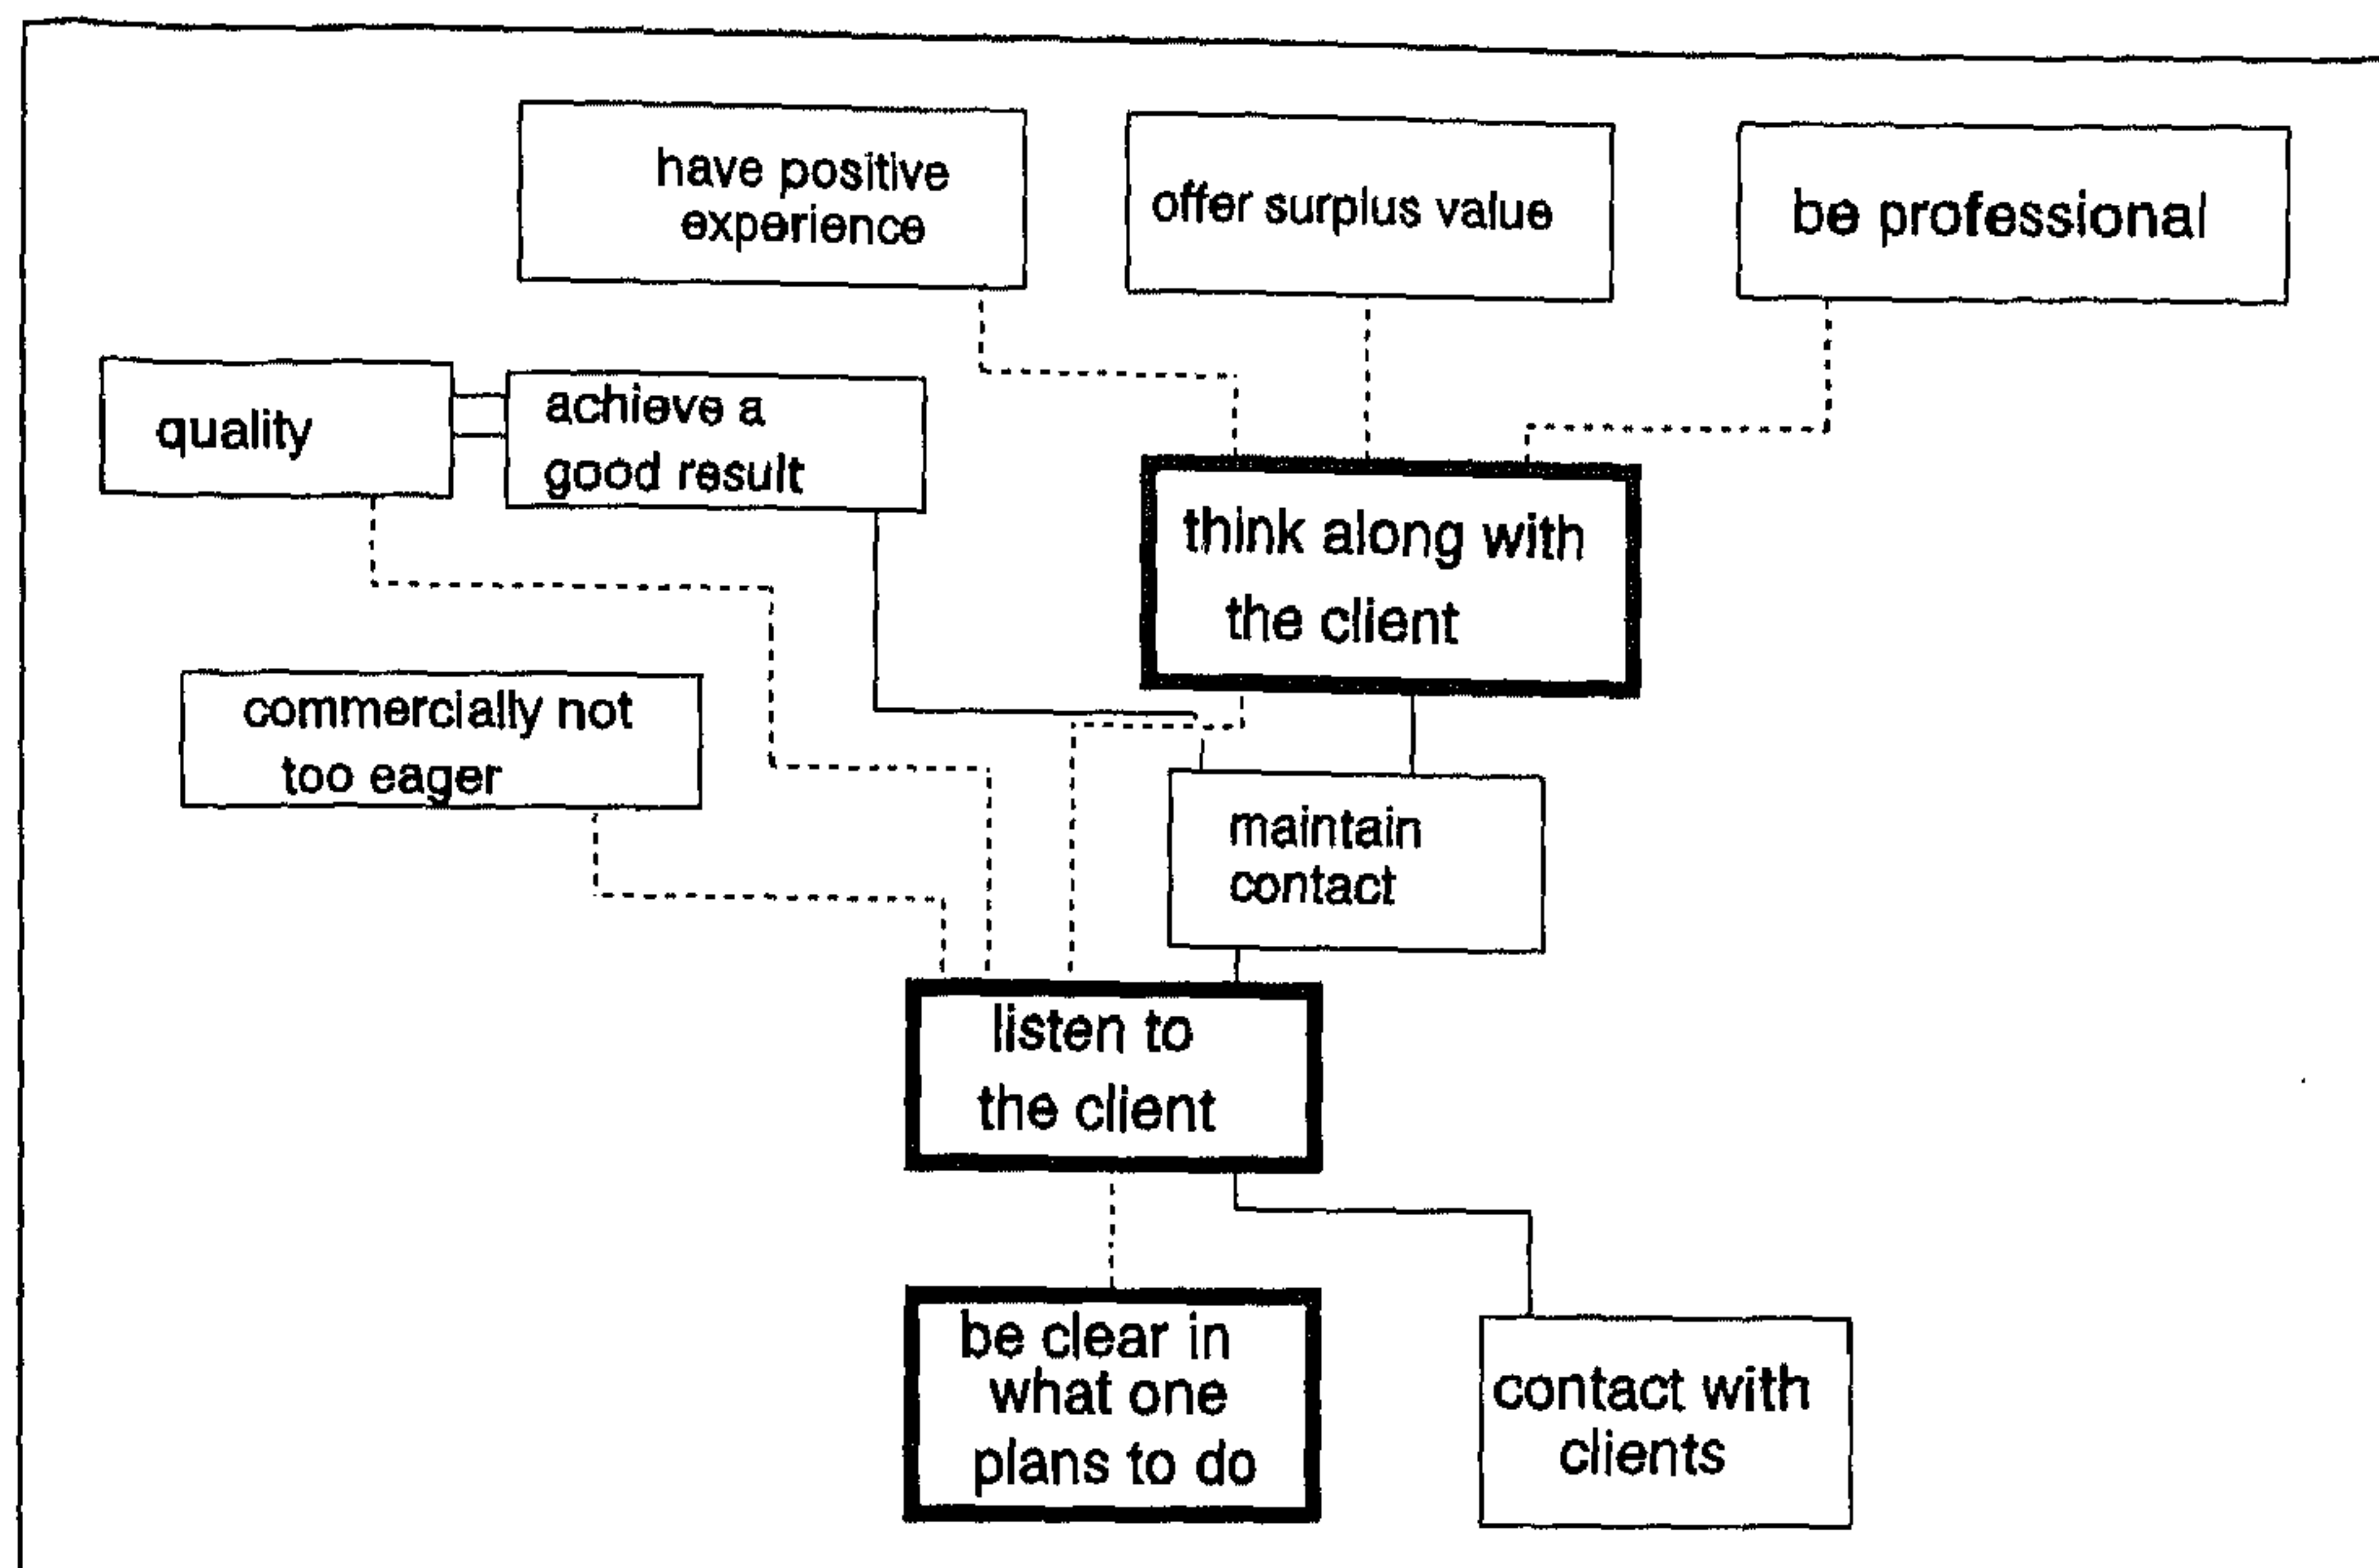 have positive
experience
offer surplus value
be professional
quality
achieve a
good result
think along with
the client
commercially not
too eager
maintain
contact
listen to
the client
be clear in
what one
plans to do
contact with
clients